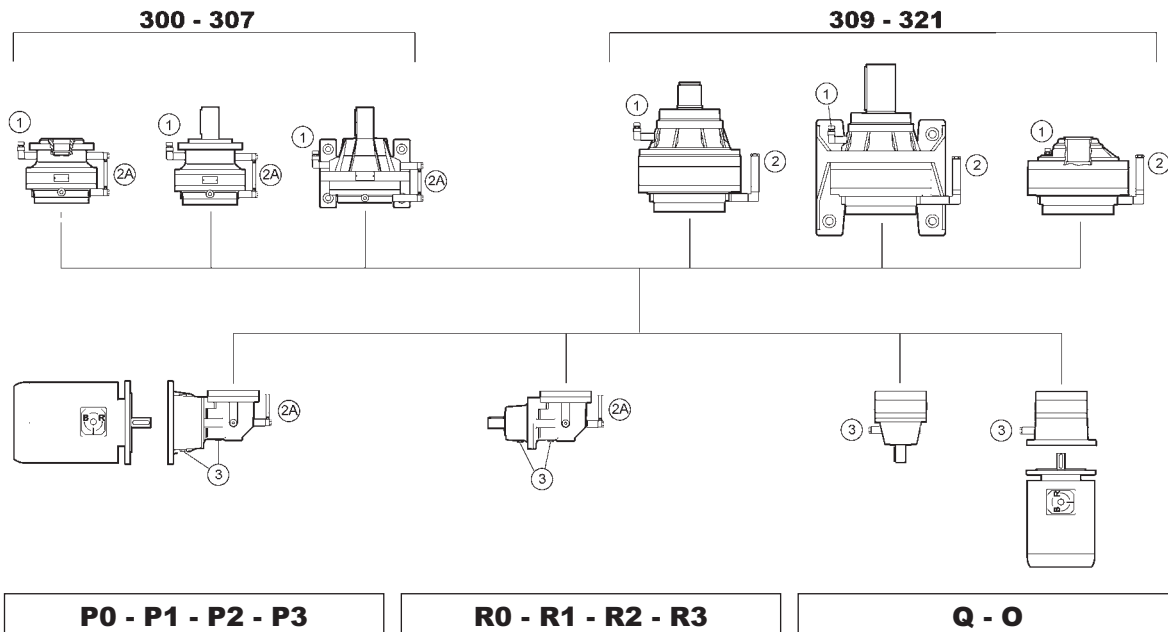 300 - 307 309 - 321
1 1 1 1 1 1
2A 2A 2A 2 2 2
2A 2A 3 3
3 3
B R B R
P0 - P1 - P2 - P3 R0 - R1 - R2 - R3 Q - O